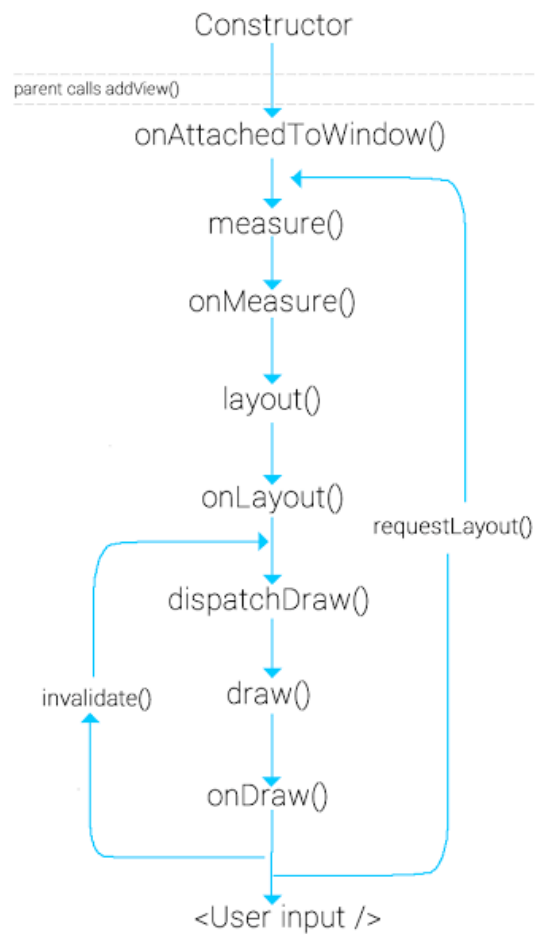 Constructor
parent calls addView()
onAttachedToWindow()
measure()
onMeasure()
layout()
onLayout()
requestLayout()
dispatchDraw()
invalidate()
draw()
onDraw()
<User input />